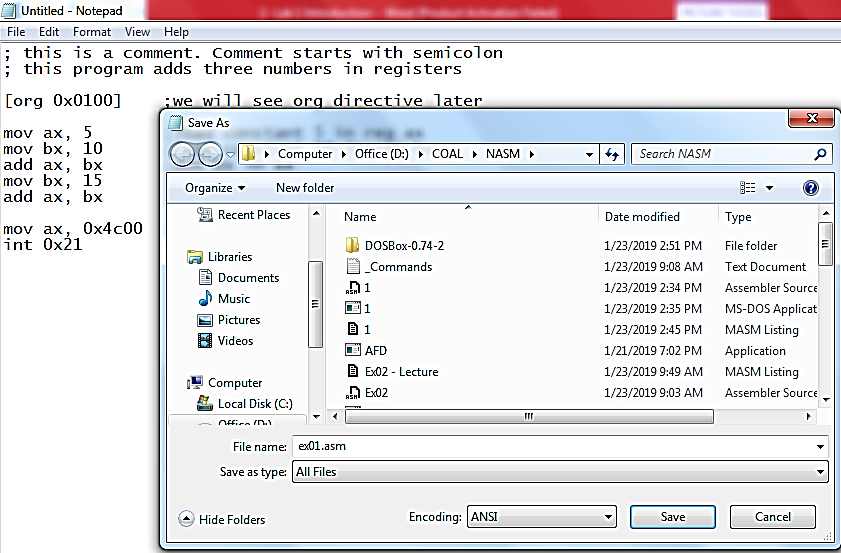 Untitled - Notepad
File Edit Format View Help
; this is a comment. Comment starts with semicolon
; this program adds three numbers in registers
[org 0x0100] ;we will see org directive later
mov ax, 5
mov bx, 10
add ax, bx
mov bx, 15
add ax, bx
mov ax, 0x4c00
int 0x21
Save As
Computer Office (D:) COAL NASM
Search NASM
Organize New folder
Recent Places
Libraries
Documents
Music
Pictures
Videos
Computer
Local Disk (C:)
Office (D:)
Name Date modified Type
DOSBox-0.74-2 1/23/2019 2:51 PM File folder
_Commands 1/23/2019 9:08 AM Text Document
1 1/23/2019 2:34 PM Assembler Source
1 1/23/2019 2:35 PM MS-DOS Applicat
1 1/23/2019 2:45 PM MASM Listing
AFD 1/21/2019 7:02 PM Application
Ex02 - Lecture 1/23/2019 9:49 AM MASM Listing
Ex02 1/23/2019 9:03 AM Assembler Source
File name: ex01.asm
Save as type: All Files
Hide Folders
Encoding: ANSI
Save
Cancel